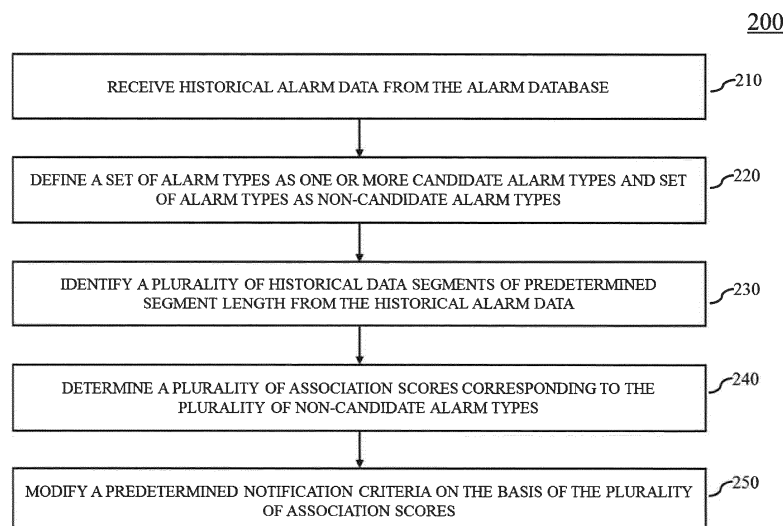 200
RECEIVE HISTORICAL ALARM DATA FROM THE ALARM DATABASE
210
DEFINE A SET OF ALARM TYPES AS ONE OR MORE CANDIDATE ALARM TYPES AND SET
OF ALARM TYPES AS NON-CANDIDATE ALARM TYPES
220
IDENTIFY A PLURALITY OF HISTORICAL DATA SEGMENTS OF PREDETERMINED
SEGMENT LENGTH FROM THE HISTORICAL ALARM DATA
230
DETERMINE A PLURALITY OF ASSOCIATION SCORES CORRESPONDING TO THE
PLURALITY OF NON-CANDIDATE ALARM TYPES
240
MODIFY A PREDETERMINED NOTIFICATION CRITERIA ON THE BASIS OF THE PLURALITY
OF ASSOCIATION SCORES
250